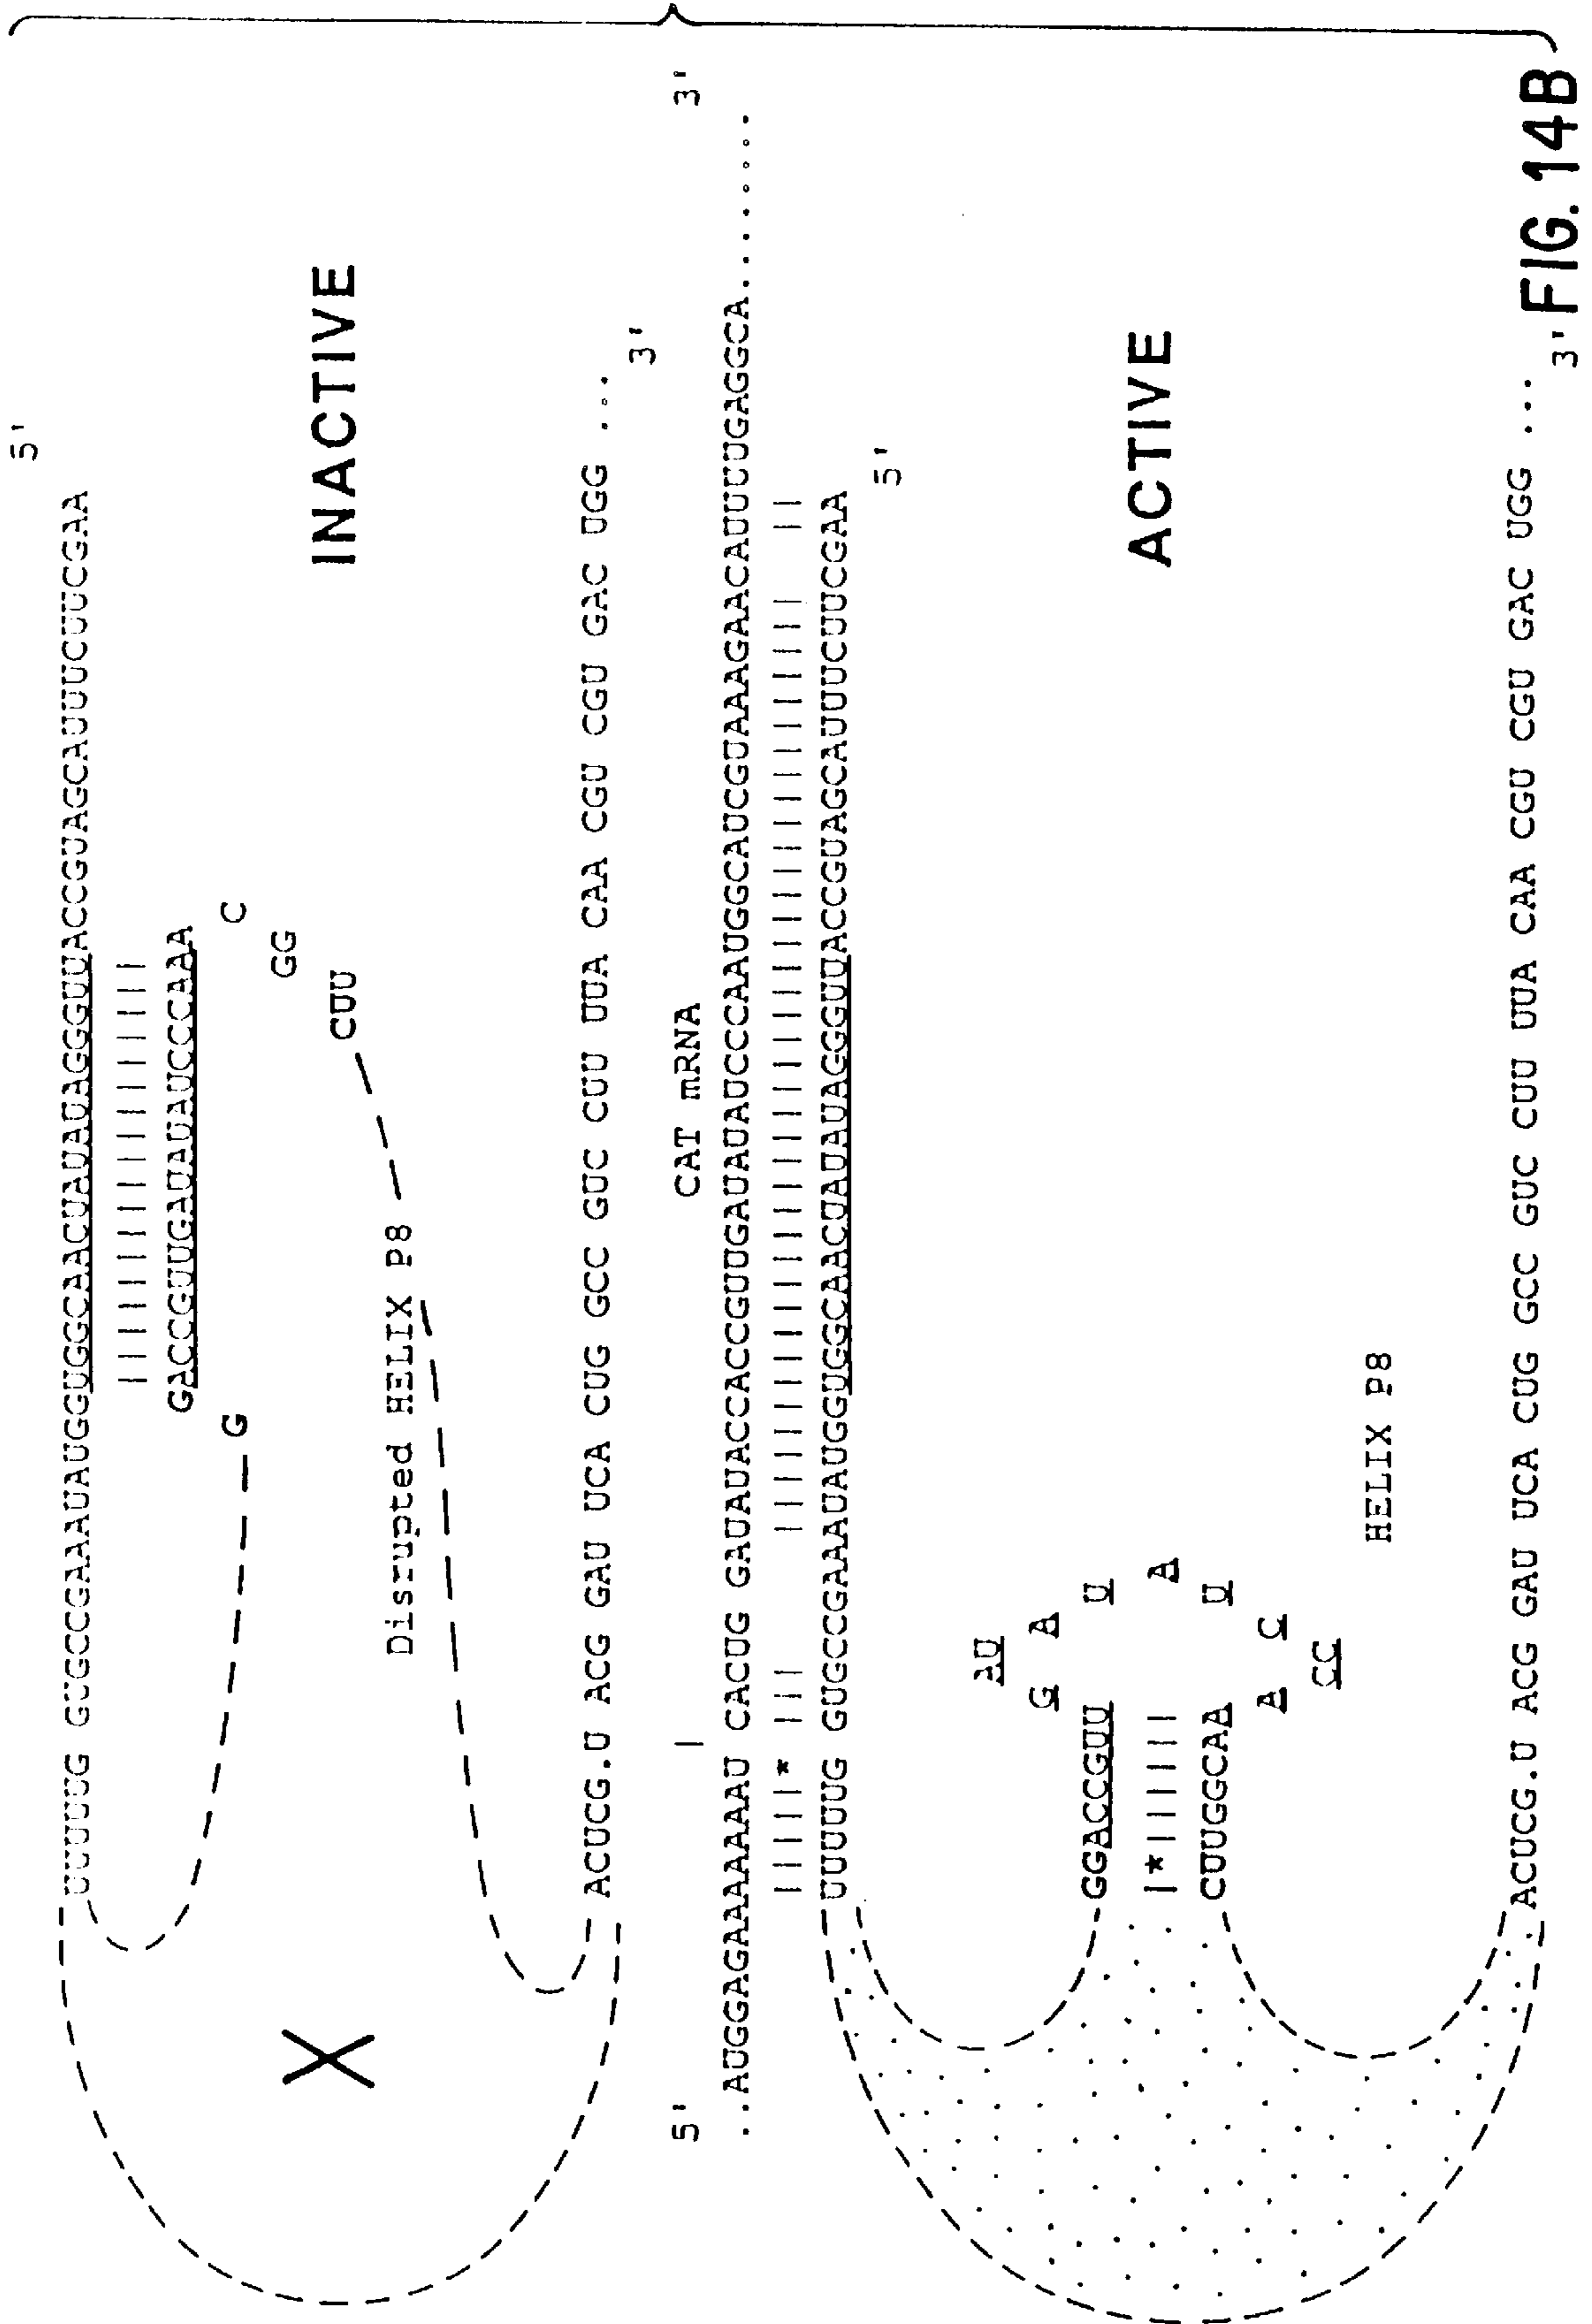 5'
UUUUG GUGCCGAAUAUGGUGGCAACUAUAUAGGGUUACCGUAGCAUUUCUUCGAA
| | | | | | | | | | | | | | | | | |
GACCGUUGAUAUAUCCCAAA
G
C
GG
CUU
X
INACTIVE
Disrupted HELIX P8
ACUCG.U ACG GAU UCA CUG GCC GUC CUU UUA CAA CGU CGU GAC UGG ...
3'
CAT mRNA
5'
3'
..AUGGAGAAAAAAU CACUG GAUAUACCACCGUUGAUAUAUCCCAAUGGCAUCGUAAAGAACAUUUUGAGGCA........
UUUUG GUGCCGAAUAUGGUGGCAACUAUAUAGGGUUACCGUAGCAUUUCUUCGAA
5'
AU
G A
GGACCGUU U
|*||||||
A
CUUGGCAA U
A C
CC
ACTIVE
HELIX P8
ACUCG.U ACG GAU UCA CUG GCC GUC CUU UUA CAA CGU CGU GAC UGG ...
3'
FIG. 14B